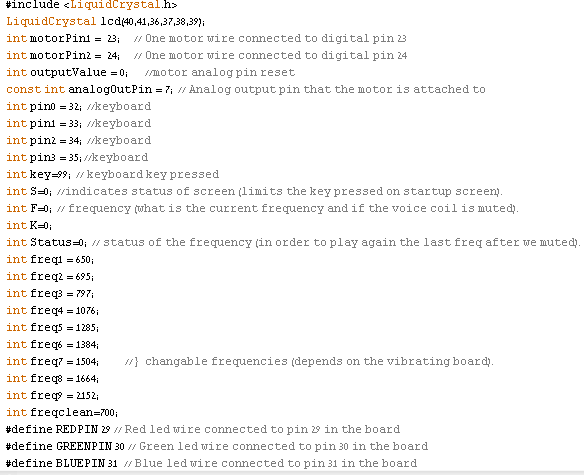 #include <LiquidCrystal.h>
LiquidCrystal lcd(40,41,36,37,38,39);
int motorPin1 = 23; // One motor wire connected to digital pin 23
int motorPin2 = 24; // One motor wire connected to digital pin 24
int outputValue = 0; //motor analog pin reset
const int analogOutPin = 7; // Analog output pin that the motor is attached to
int pin0 = 32; //keyboard
int pin1 = 33; //keyboard
int pin2 = 34; //keyboard
int pin3 = 35; //keyboard
int key=99; // keyboard key pressed
int S=0; //indicates status of screen (limits the key pressed on startup screen).
int F=0; // frequency (what is the current frequency and if the voice coil is muted).
int K=0;
int Status=0; // status of the frequency (in order to play again the last freq after we muted).
int freq1 = 650;
int freq2 = 695;
int freq3 = 797;
int freq4 = 1076;
int freq5 = 1285;
int freq6 = 1384;
int freq7 = 1504; //} changable frequencies (depends on the vibrating board).
int freq8 = 1664;
int freq9 = 2152;
int freqclean=700;
#define REDPIN 29 // Red led wire connected to pin 29 in the board
#define GREENPIN 30 // Green led wire connected to pin 30 in the board
#define BLUEPIN 31 // Blue led wire connected to pin 31 in the board